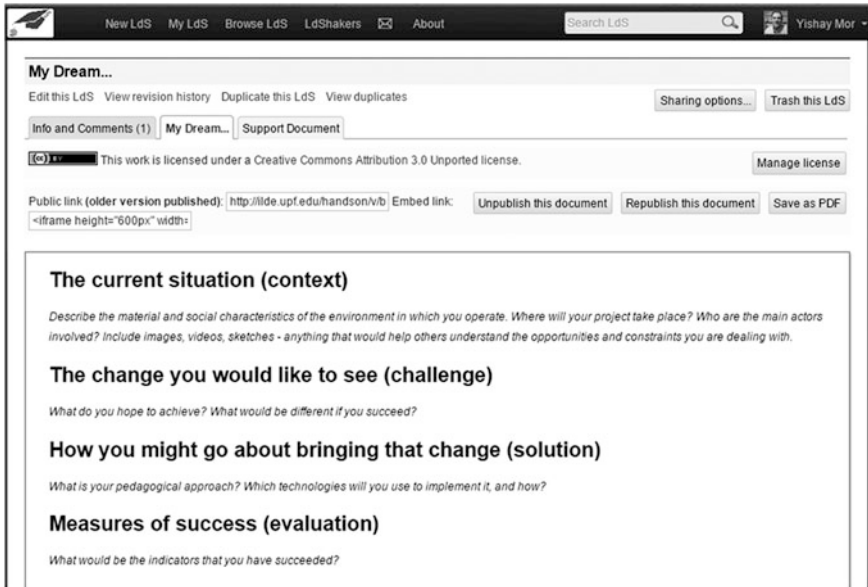 New LdS My LdS Browse LdS LdShakers About Search LdS Yishay Mor
My Dream...
Edit this LdS View revision history Duplicate this LdS View duplicates
Sharing options... Trash this LdS
Info and Comments (1) My Dream... Support Document
(cc) BY This work is licensed under a Creative Commons Attribution 3.0 Unported license.
Manage license
Public link (older version published): http://ilde.upf.edu/handson/v/b Embed link:
<iframe height="600px" width=
Unpublish this document Republish this document Save as PDF
The current situation (context)
Describe the material and social characteristics of the environment in which you operate. Where will your project take place? Who are the main actors
involved? Include images, videos, sketches - anything that would help others understand the opportunities and constraints you are dealing with.
The change you would like to see (challenge)
What do you hope to achieve? What would be different if you succeed?
How you might go about bringing that change (solution)
What is your pedagogical approach? Which technologies will you use to implement it, and how?
Measures of success (evaluation)
What would be the indicators that you have succeeded?